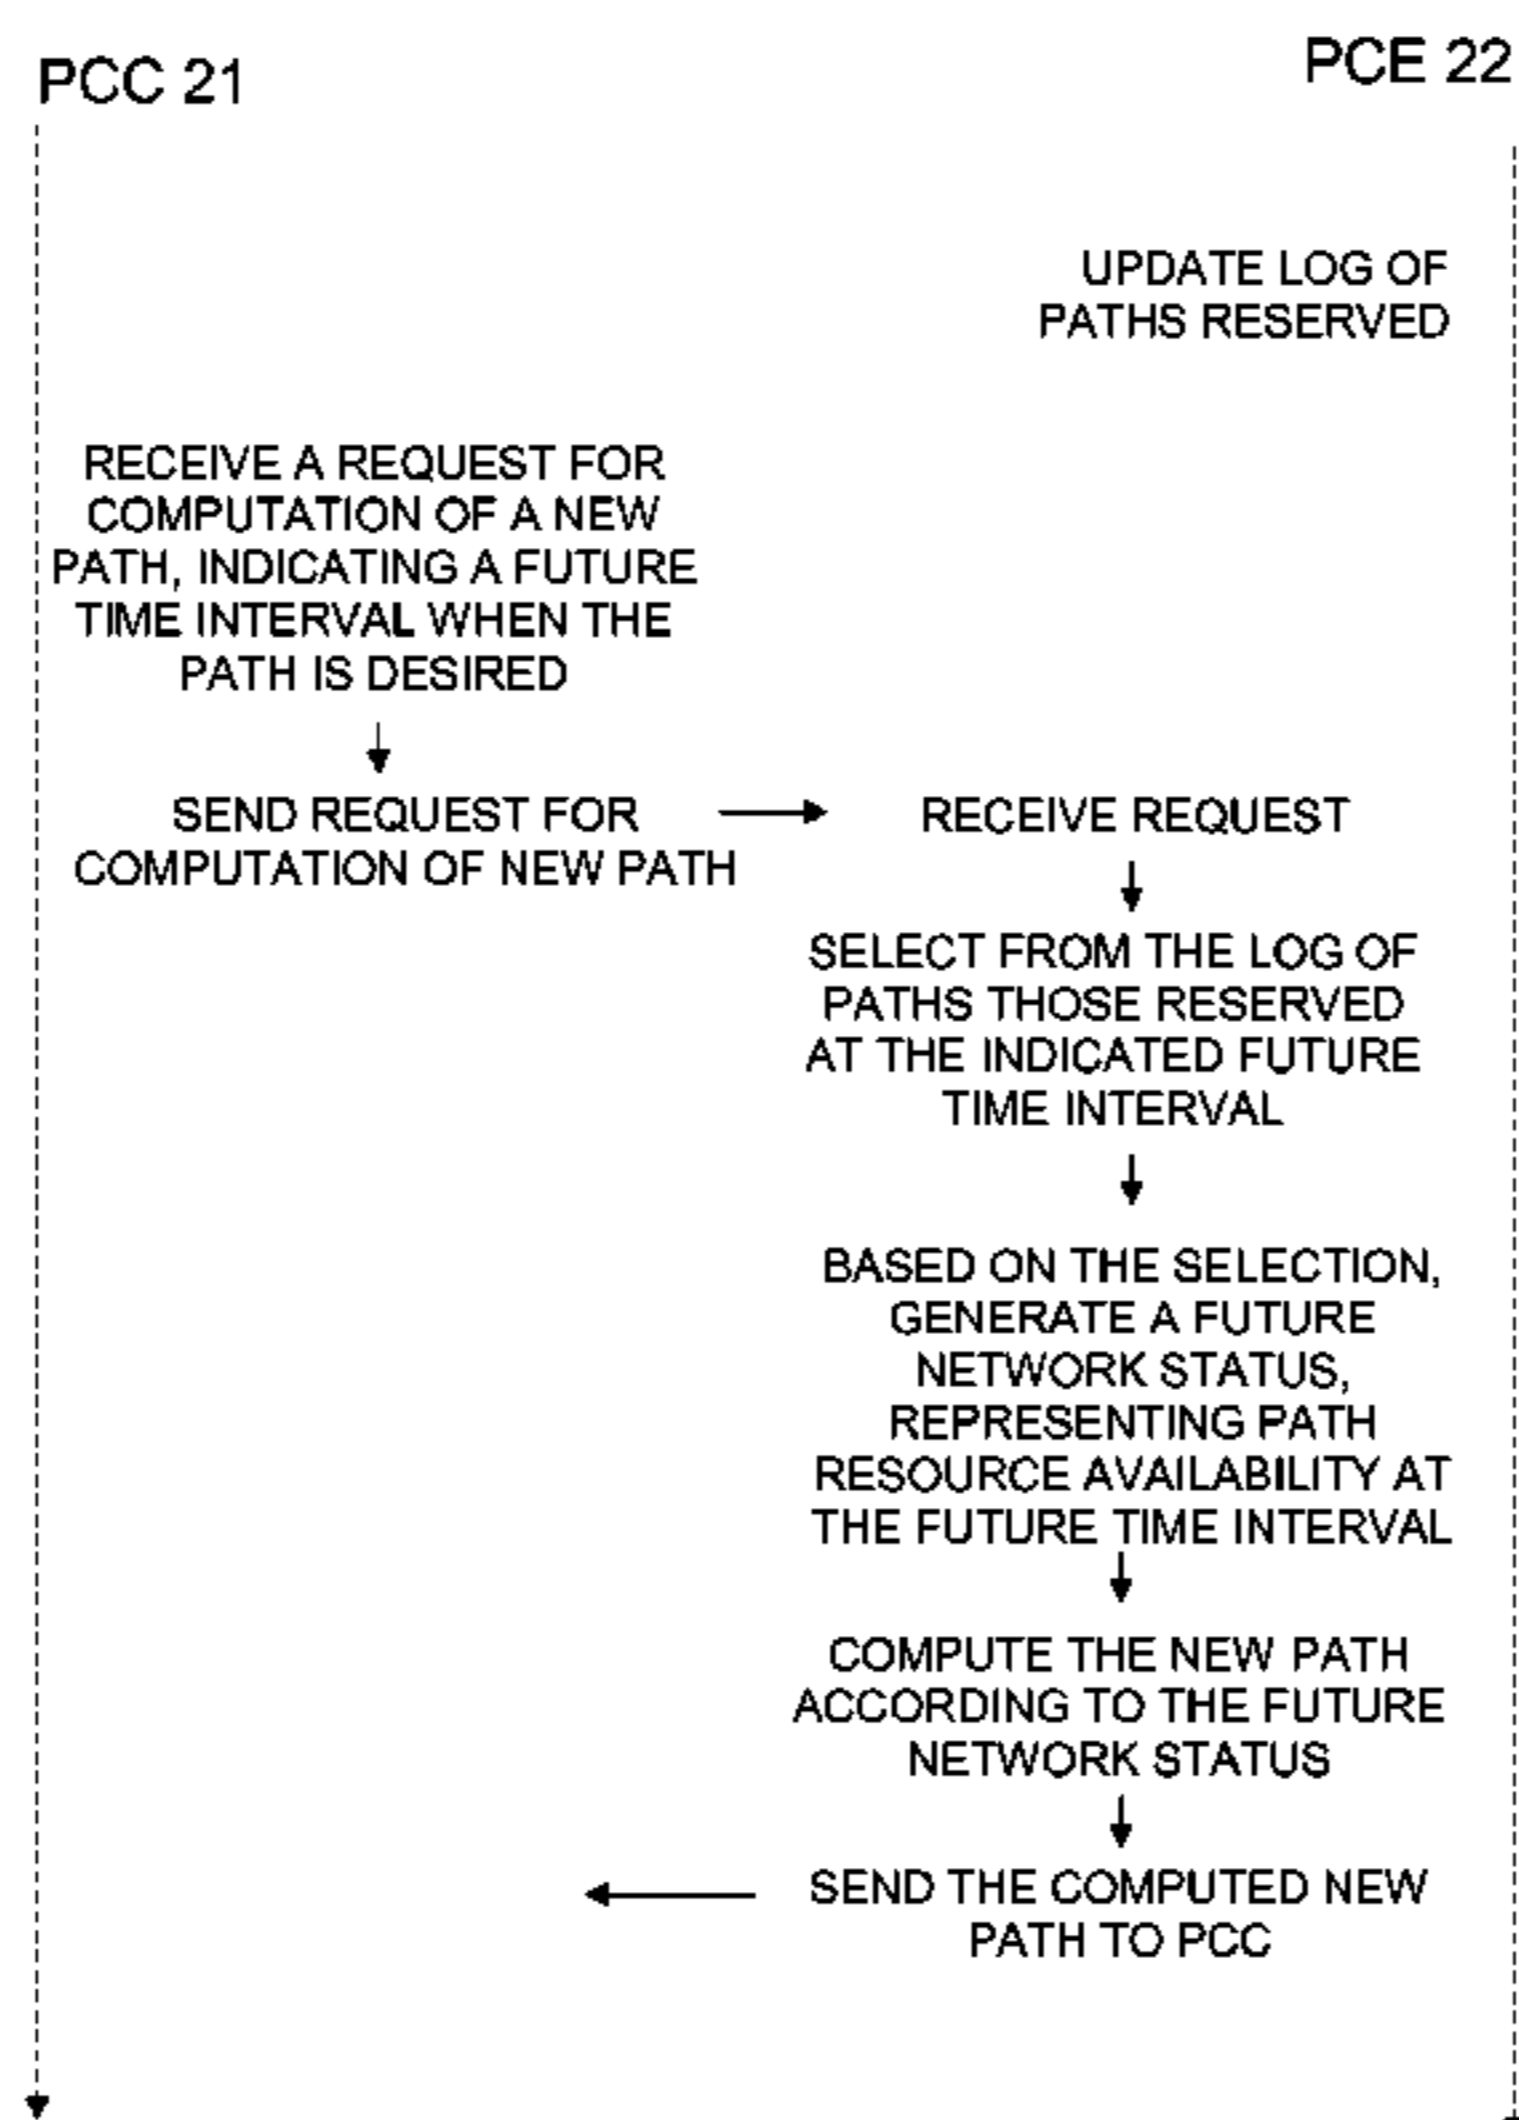 PCC 21
PCE 22
UPDATE LOG OF
PATHS RESERVED
RECEIVE A REQUEST FOR
COMPUTATION OF A NEW
PATH, INDICATING A FUTURE
TIME INTERVAL WHEN THE
PATH IS DESIRED
SEND REQUEST FOR
COMPUTATION OF NEW PATH
RECEIVE REQUEST
SELECT FROM THE LOG OF
PATHS THOSE RESERVED
AT THE INDICATED FUTURE
TIME INTERVAL
BASED ON THE SELECTION,
GENERATE A FUTURE
NETWORK STATUS,
REPRESENTING PATH
RESOURCE AVAILABILITY AT
THE FUTURE TIME INTERVAL
COMPUTE THE NEW PATH
ACCORDING TO THE FUTURE
NETWORK STATUS
SEND THE COMPUTED NEW
PATH TO PCC